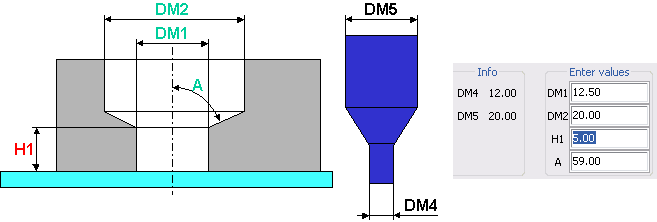 DM2
DM1
A
H1
DM5
DM4
Info
DM4 12.00
DM5 20.00
Enter values
DM1 12.50
DM2 20.00
H1 5.00
A 59.00